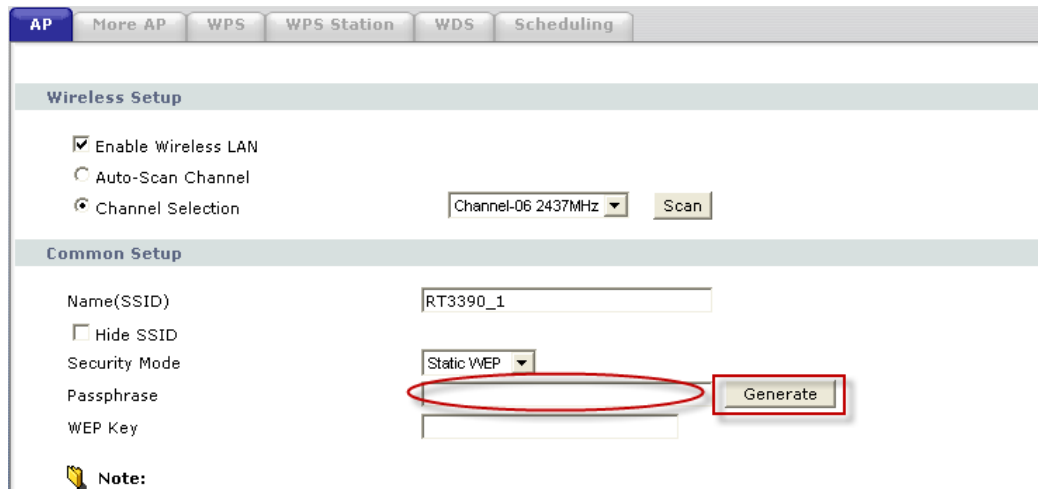 AP More AP WPS WPS Station WDS Scheduling
Wireless Setup
Enable Wireless LAN
Auto-Scan Channel
Channel Selection Channel-06 2437MHz Scan
Common Setup
Name(SSID) RT3390_1
Hide SSID
Security Mode Static WEP
Passphrase Generate
WEP Key
Note: